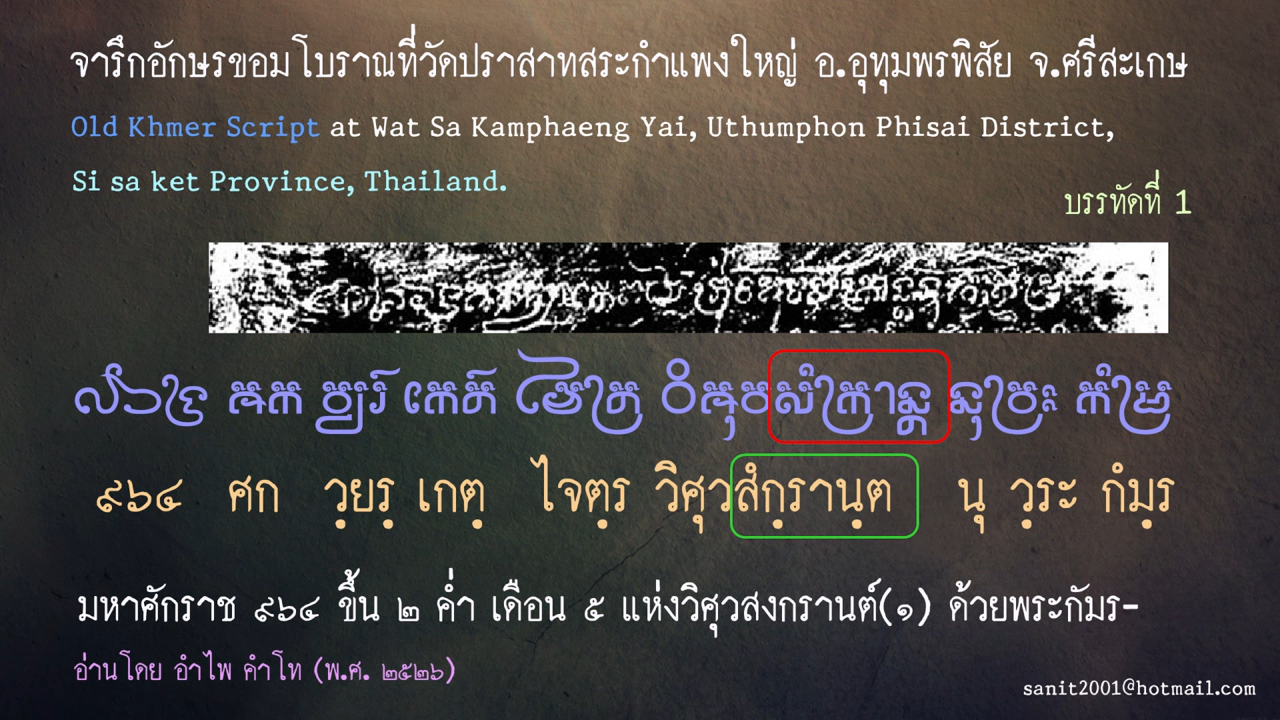 จารึกอักษรขอมโบราณที่วัดปราสาทสระกำแพงใหญ่ อ.อุทุมพรพิสัย จ.ศรีสะเกษ
Old Khmer Script at Wat Sa Kamphaeng Yai, Uthumphon Phisai District,
Si sa ket Province, Thailand.
บรรทัดที่ 1
๙๖๔ ศก วฺยรฺ เกตฺ ไจตฺร วิศุวสํกฺรานฺต นุ วฺระ กํมฺร
มหาศักราช ๙๖๔ ขึ้น ๒ ค่ำ เดือน ๕ แห่งวิศุวสงกรานต์(๑) ด้วยพระกัมร-
อ่านโดย อำไพ คำโท (พ.ศ. ๒๕๒๖)
sanit2001@hotmail.com